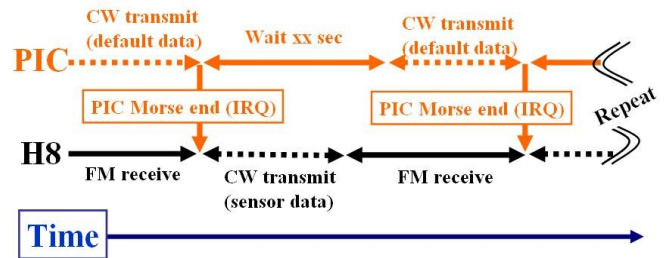 CW transmit
(default data)
Wait xx sec
CW transmit
(default data)
PIC
PIC Morse end (IRQ)
PIC Morse end (IRQ)
Repeat
H8
FM receive
CW transmit
(sensor data)
FM receive
Time